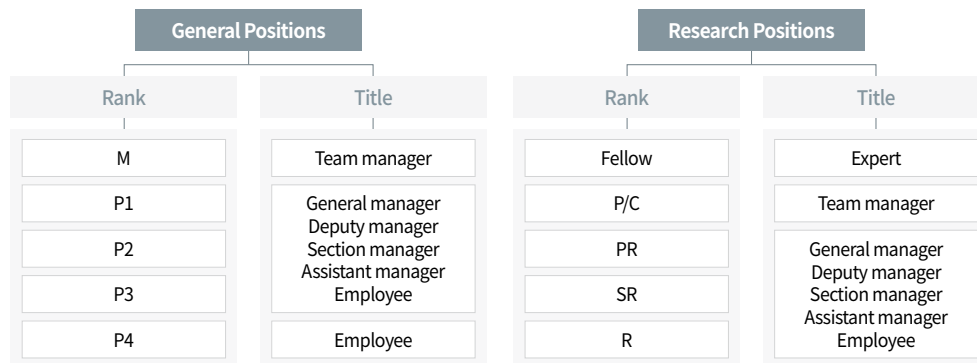 General Positions
Research Positions
Rank
Title
Rank
Title
M
Team manager
Fellow
Expert
P1
General manager
Deputy manager
Section manager
Assistant manager
Employee
P/C
Team manager
P2
PR
General manager
Deputy manager
Section manager
Assistant manager
Employee
P3
SR
P4
Employee
R